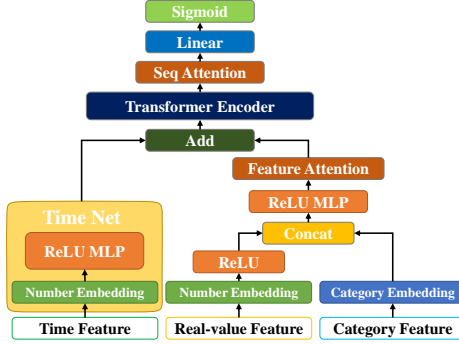 Sigmoid
Linear
Seq Attention
Transformer Encoder
Add
Feature Attention
Time Net
ReLU MLP
ReLU MLP
Concat
ReLU
Number Embedding
Number Embedding
Category Embedding
Time Feature
Real-value Feature
Category Feature